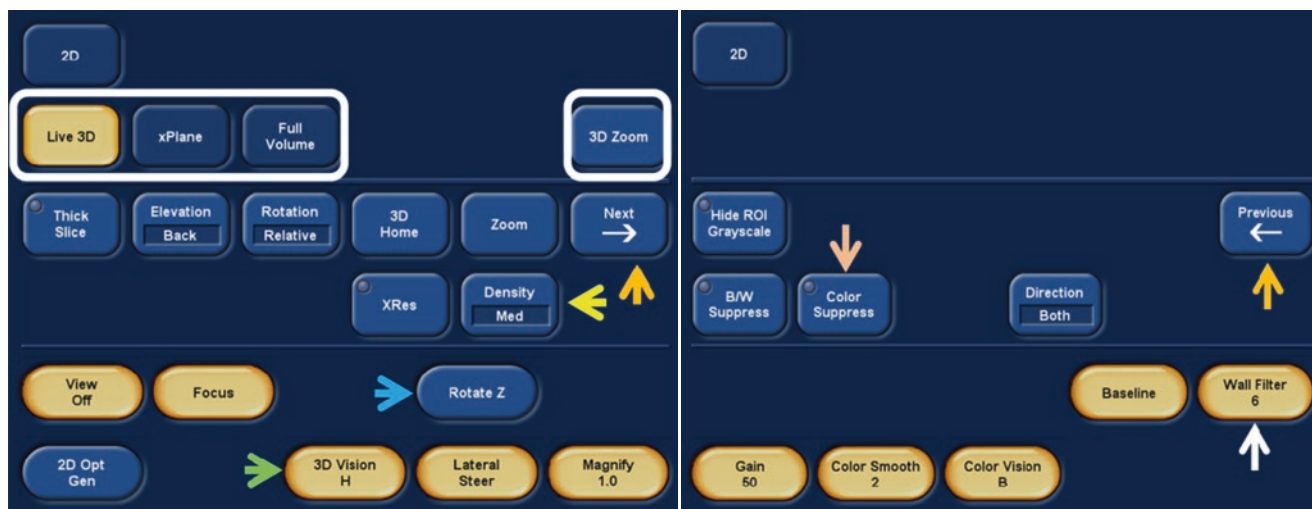 2D
Live 3D
xPlane
Full
Volume
3D Zoom
Thick
Slice
Elevation
Back
Rotation
Relative
3D
Home
Zoom
Next
→
XRes
Density
Med
View
Off
Focus
Rotate Z
2D Opt
Gen
3D Vision
H
Lateral
Steer
Magnify
1.0
2D
Hide ROI
Grayscale
Previous
←
B/W
Suppress
Color
Suppress
Direction
Both
Baseline
Wall Filter
6
Gain
50
Color Smooth
2
Color Vision
B